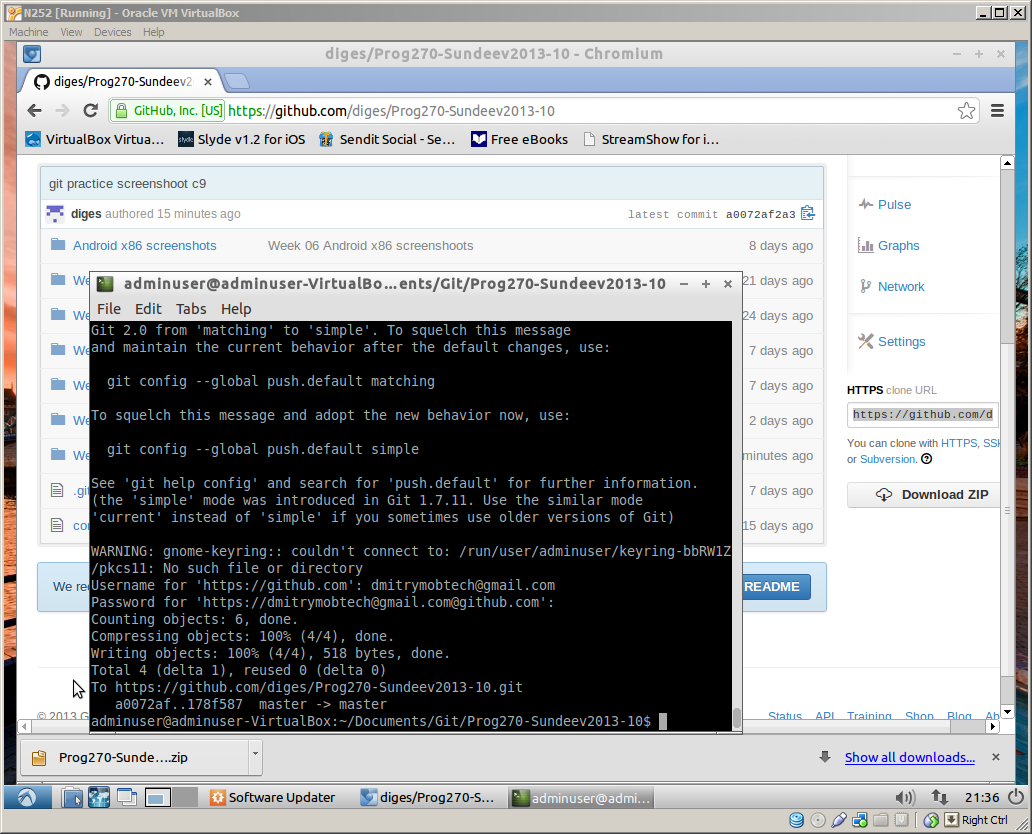 N252 [Running] - Oracle VM VirtualBox
Machine View Devices Help
diges/Prog270-Sundeev2013-10 - Chromium
diges/Prog270-Sundeev2
GitHub, Inc. [US] https://github.com/diges/Prog270-Sundeev2013-10
VirtualBox Virtua... Slyde v1.2 for iOS Sendit Social - Se... Free eBooks StreamShow for i...
git practice screenshoot c9
diges authored 15 minutes ago
latest commit a0072af2a3
Android x86 screenshots Week 06 Android x86 screenshoots 8 days ago
We 21 days ago
We 24 days ago
We 7 days ago
We 7 days ago
We 2 days ago
We minutes ago
.gi 7 days ago
co 15 days ago
We re
README
Pulse
Graphs
Network
Settings
HTTPS clone URL
https://github.com/d
You can clone with HTTPS, SSH
or Subversion.
Download ZIP
adminuser@adminuser-VirtualBo...ents/Git/Prog270-Sundeev2013-10
File Edit Tabs Help
Git 2.0 from 'matching' to 'simple'. To squelch this message
and maintain the current behavior after the default changes, use:
git config --global push.default matching
To squelch this message and adopt the new behavior now, use:
git config --global push.default simple
See 'git help config' and search for 'push.default' for further information.
(the 'simple' mode was introduced in Git 1.7.11. Use the similar mode
'current' instead of 'simple' if you sometimes use older versions of Git)
WARNING: gnome-keyring:: couldn't connect to: /run/user/adminuser/keyring-bbRW1Z
/pkcs11: No such file or directory
Username for 'https://github.com': dmitrymobtech@gmail.com
Password for 'https://dmitrymobtech@gmail.com@github.com':
Counting objects: 6, done.
Compressing objects: 100% (4/4), done.
Writing objects: 100% (4/4), 518 bytes, done.
Total 4 (delta 1), reused 0 (delta 0)
To https://github.com/diges/Prog270-Sundeev2013-10.git
a0072af..178f587 master -> master
adminuser@adminuser-VirtualBox:~/Documents/Git/Prog270-Sundeev2013-10$
© 2013 G
Status API Training Shop Blog Ab
Prog270-Sunde....zip
Show all downloads...
Software Updater diges/Prog270-S... adminuser@admi... 21:36
Right Ctrl